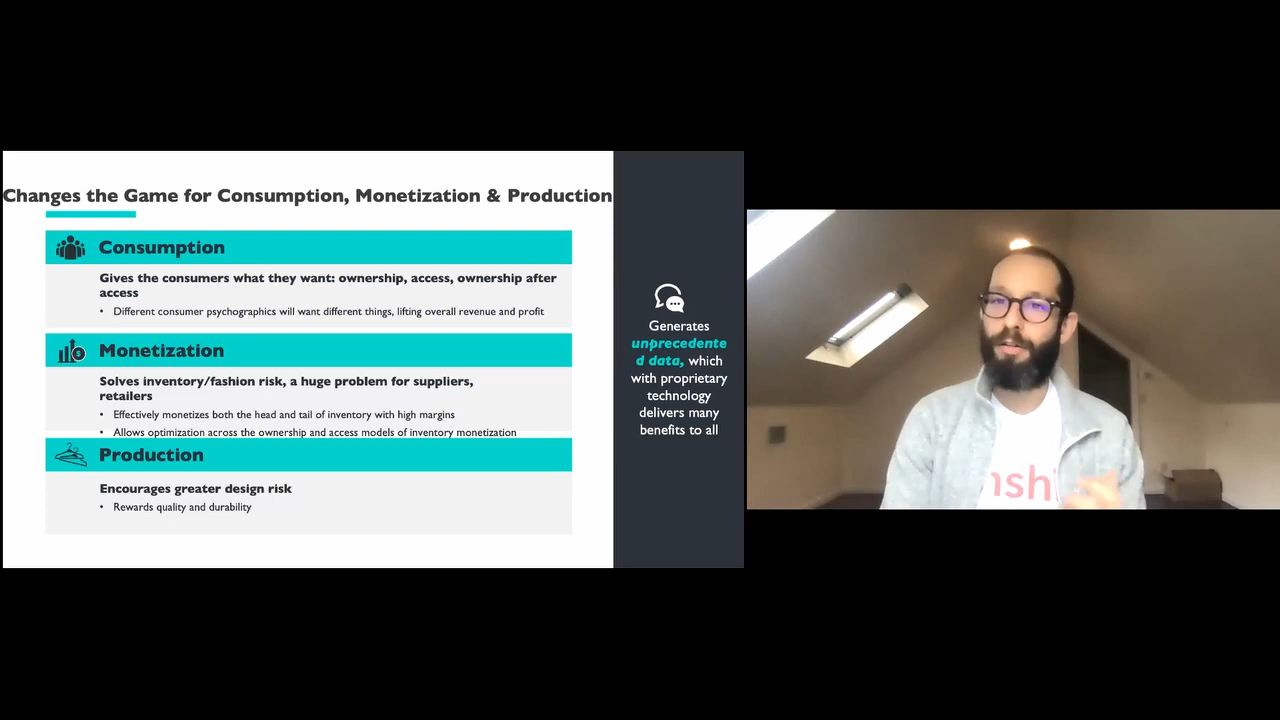 Changes the Game for Consumption, Monetization & Production
Consumption
Gives the consumers what they want: ownership, access, ownership after
access
• Different consumer psychographics will want different things, lifting overall revenue and profit
Monetization
Solves inventory/fashion risk, a huge problem for suppliers,
retailers
• Effectively monetizes both the head and tail of inventory with high margins
• Allows optimization across the ownership and access models of inventory monetization
Production
Encourages greater design risk
• Rewards quality and durability
Generates
unprecedente
d data, which
with proprietary
technology
delivers many
benefits to all